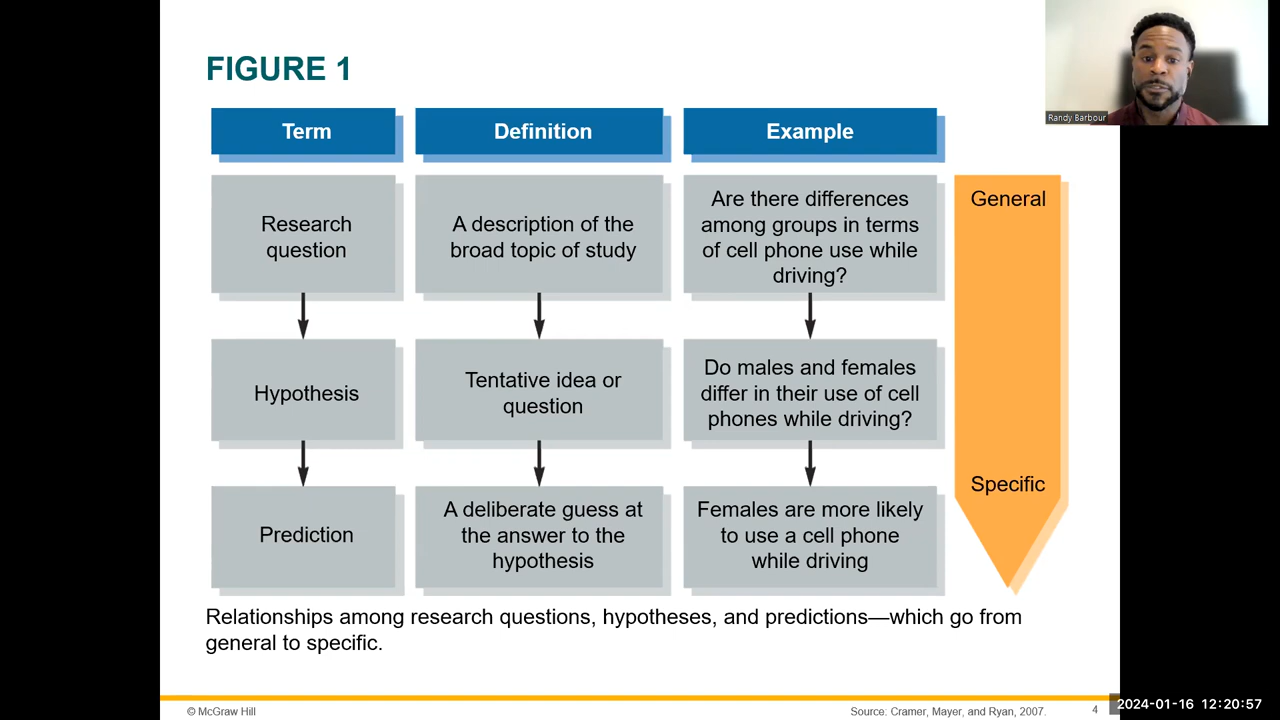 FIGURE 1
Term
Definition
Example
Research
question
A description of the
broad topic of study
Are there differences
among groups in terms
of cell phone use while
driving?
General
Hypothesis
Tentative idea or
question
Do males and females
differ in their use of cell
phones while driving?
Specific
Prediction
A deliberate guess at
the answer to the
hypothesis
Females are more likely
to use a cell phone
while driving
Relationships among research questions, hypotheses, and predictions—which go from
general to specific.
© McGraw Hill
Source: Cramer, Mayer, and Ryan, 2007.
4
Randy Barbour
2024-01-16 12:20:57